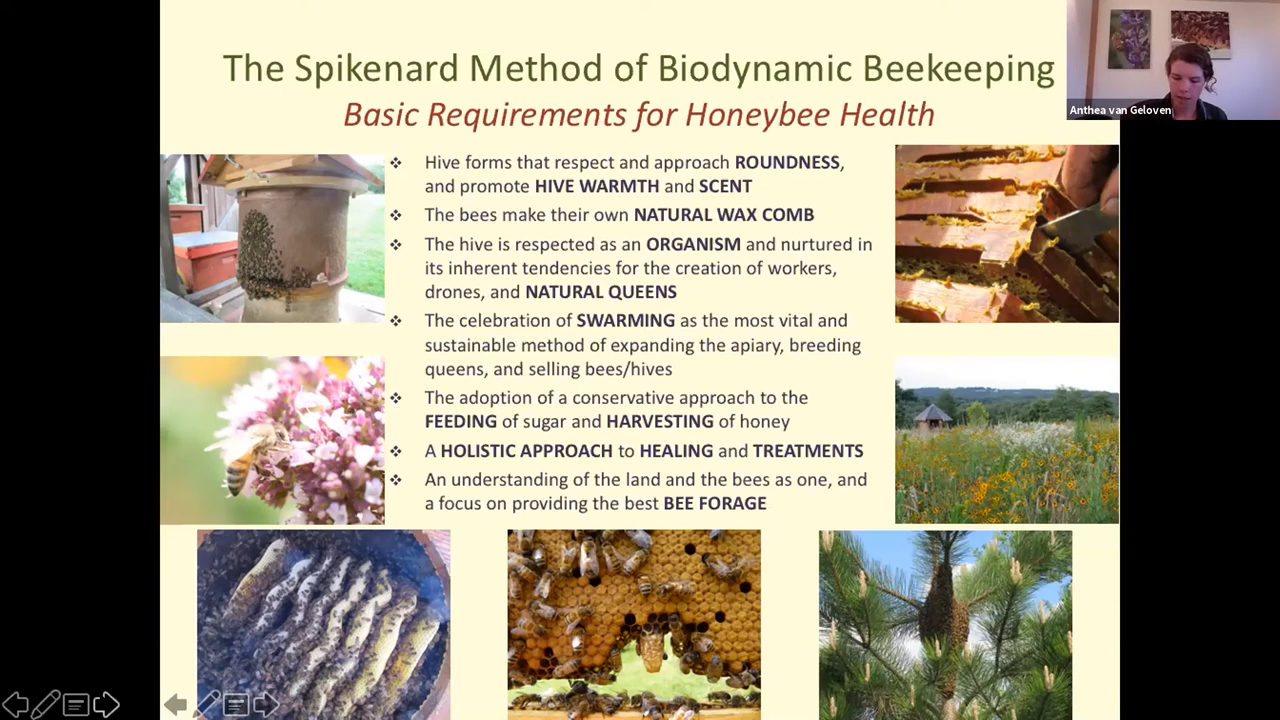 The Spikenard Method of Biodynamic Beekeeping
Basic Requirements for Honeybee Health
Anthea van Geloven
Hive forms that respect and approach ROUNDNESS,
and promote HIVE WARMTH and SCENT
The bees make their own NATURAL WAX COMB
The hive is respected as an ORGANISM and nurtured in
its inherent tendencies for the creation of workers,
drones, and NATURAL QUEENS
The celebration of SWARMING as the most vital and
sustainable method of expanding the apiary, breeding
queens, and selling bees/hives
The adoption of a conservative approach to the
FEEDING of sugar and HARVESTING of honey
A HOLISTIC APPROACH to HEALING and TREATMENTS
An understanding of the land and the bees as one, and
a focus on providing the best BEE FORAGE